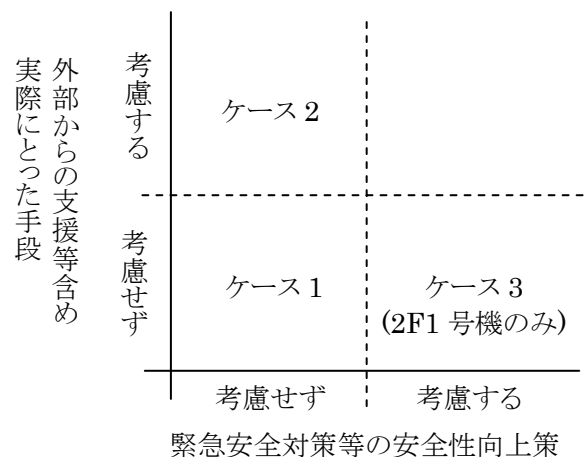 外部からの支援等含め
実際にとった手段
考慮する
考慮せず
ケース 2
ケース 1
ケース 3
(2F1 号機のみ)
考慮せず
考慮する
緊急安全対策等の安全性向上策